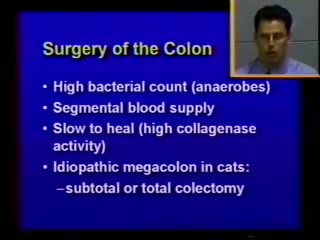 Surgery of the Colon
• High bacterial count (anaerobes)
• Segmental blood supply
• Slow to heal (high collagenase
activity)
• Idiopathic megacolon in cats:
–subtotal or total colectomy